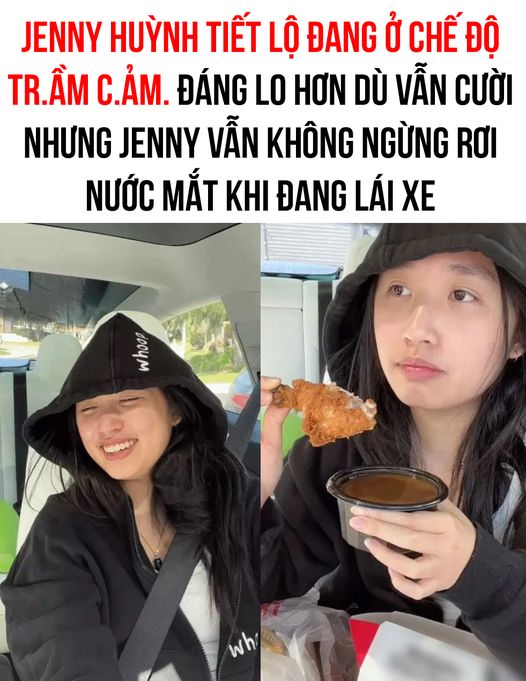 JENNY HUỲNH TIẾT LỘ ĐANG Ở CHẾ ĐỘ
TR.ẦM C.ẢM. ĐÁNG LO HƠN DÙ VẪN CƯỜI
NHƯNG JENNY VẪN KHÔNG NGỪNG RƠI
NƯỚC MẮT KHI ĐANG LÁI XE
whoop
whoo